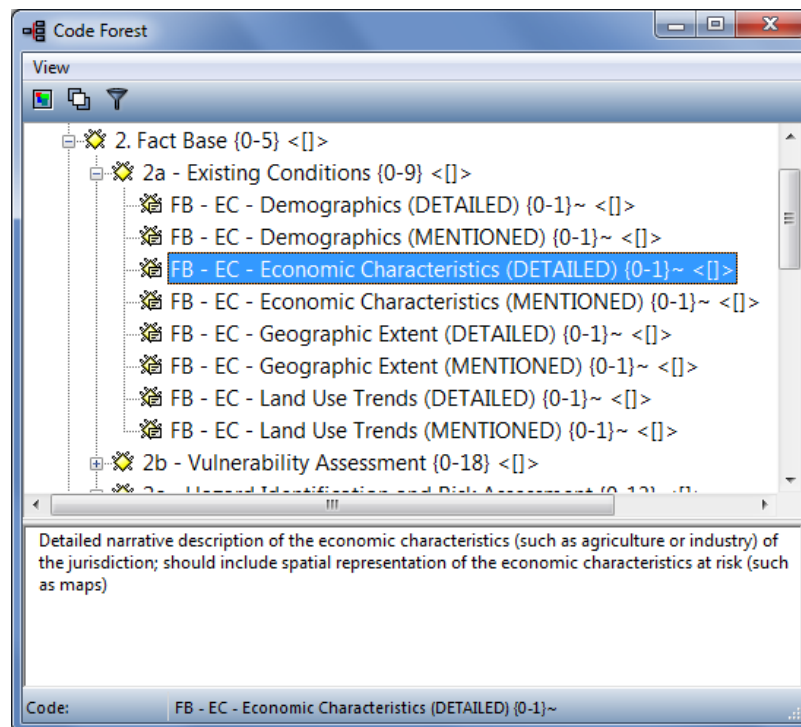 Code Forest
View
2. Fact Base {0-5} <[]>
2a - Existing Conditions {0-9} <[]>
FB - EC - Demographics (DETAILED) {0-1}~ <[]>
FB - EC - Demographics (MENTIONED) {0-1}~ <[]>
FB - EC - Economic Characteristics (DETAILED) {0-1}~ <[]>
FB - EC - Economic Characteristics (MENTIONED) {0-1}~ <[]>
FB - EC - Geographic Extent (DETAILED) {0-1}~ <[]>
FB - EC - Geographic Extent (MENTIONED) {0-1}~ <[]>
FB - EC - Land Use Trends (DETAILED) {0-1}~ <[]>
FB - EC - Land Use Trends (MENTIONED) {0-1}~ <[]>
2b - Vulnerability Assessment {0-18} <[]>
Hazard Identification and Risk Assessment
Detailed narrative description of the economic characteristics (such as agriculture or industry) of
the jurisdiction; should include spatial representation of the economic characteristics at risk (such
as maps)
Code: FB - EC - Economic Characteristics (DETAILED) {0-1}~